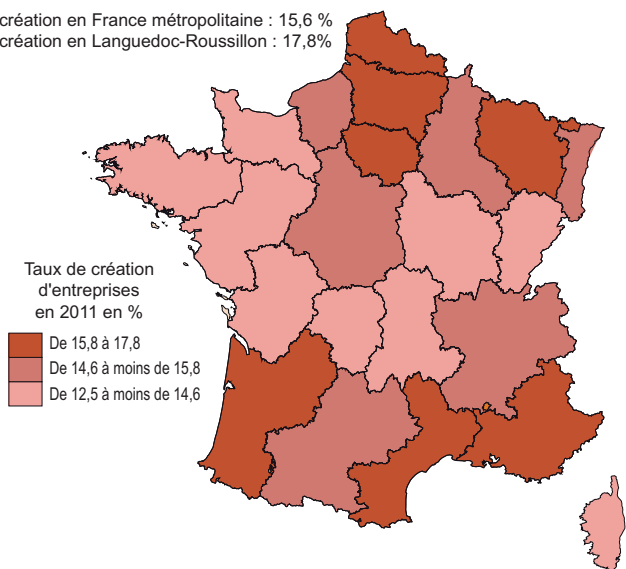 création en France métropolitaine : 15,6 %
création en Languedoc-Roussillon : 17,8%
Taux de création
d'entreprises
en 2011 en %
De 15,8 à 17,8
De 14,6 à moins de 15,8
De 12,5 à moins de 14,6